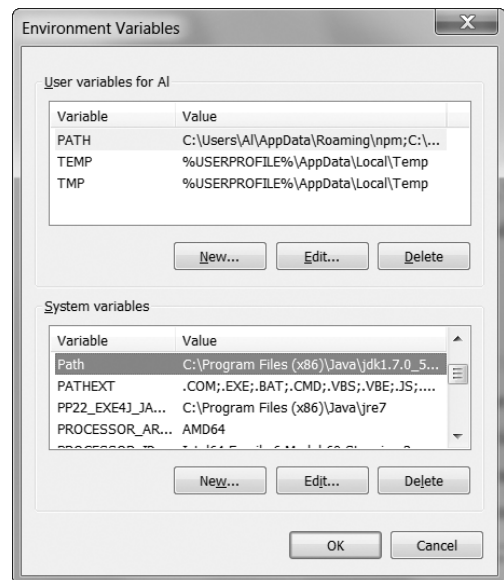 Environment Variables
User variables for Al
Variable Value
PATH C:\Users\Al\AppData\Roaming\npm;C:\...
TEMP %USERPROFILE%\AppData\Local\Temp
TMP %USERPROFILE%\AppData\Local\Temp
New... Edit... Delete
System variables
Variable Value
Path C:\Program Files (x86)\Java\jdk1.7.0_5...
PATHEXT .COM;.EXE;.BAT;.CMD;.VBS;.VBE;.JS;....
PP22_EXE4J_JA... C:\Program Files (x86)\Java\jre7
PROCESSOR_AR... AMD64
New... Edit... Delete
OK Cancel